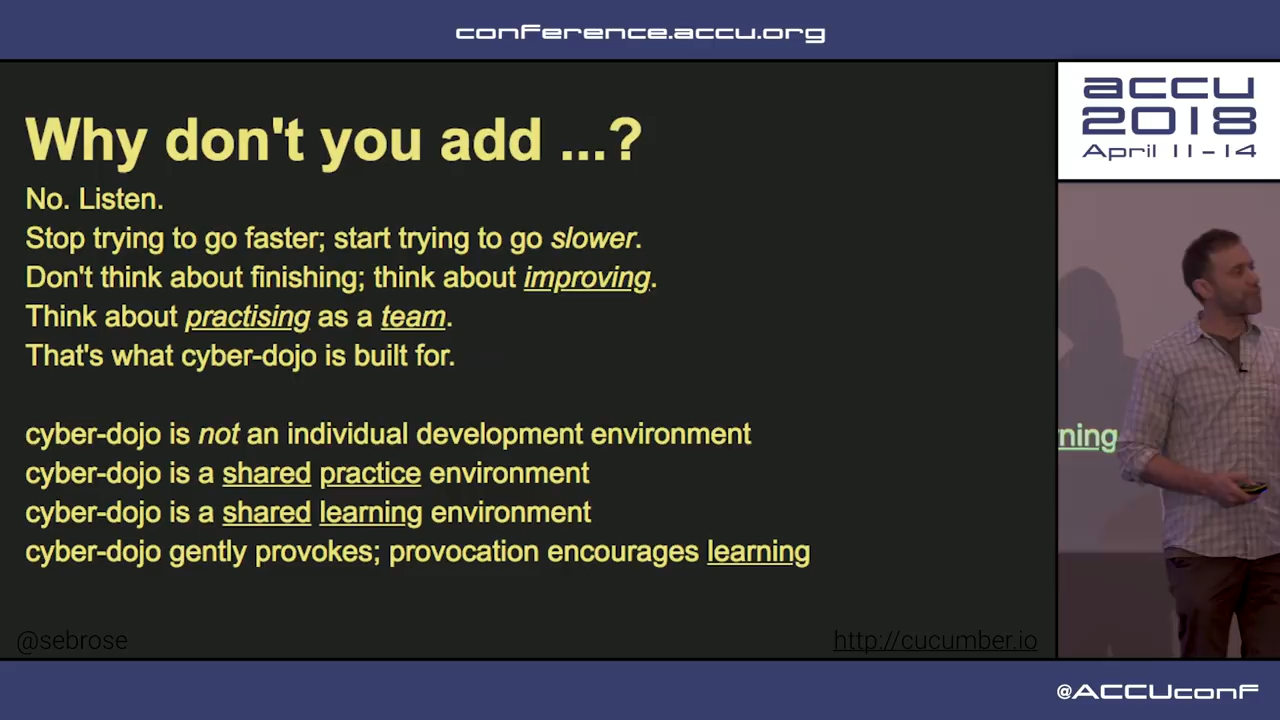 conference.accu.org
Why don't you add ...?
No. Listen.
Stop trying to go faster; start trying to go slower.
Don't think about finishing; think about improving.
Think about practising as a team.
That's what cyber-dojo is built for.
cyber-dojo is not an individual development environment
cyber-dojo is a shared practice environment
cyber-dojo is a shared learning environment
cyber-dojo gently provokes; provocation encourages learning
@sebrose
http://cucumber.io
accu
2018
April 11-14
rning
@ACCUconf